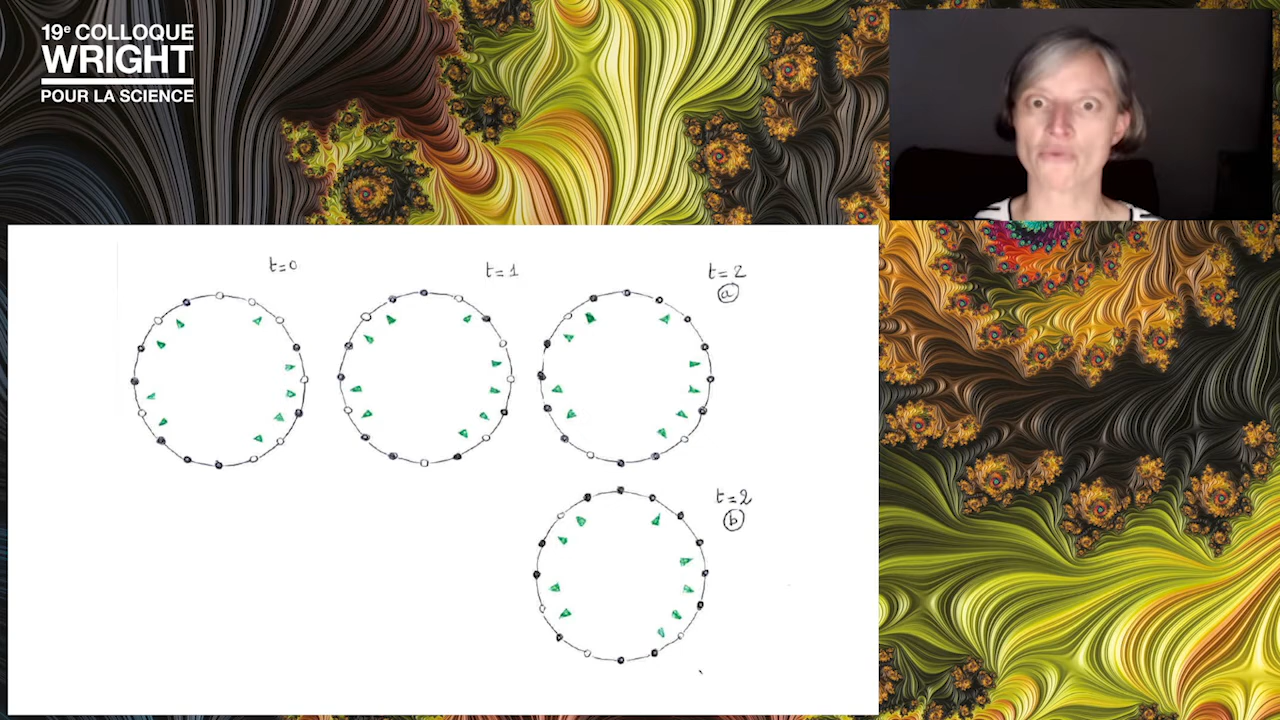 19e COLLOQUE
WRIGHT
POUR LA SCIENCE
t=0
t=1
t=2
a
t=2
b